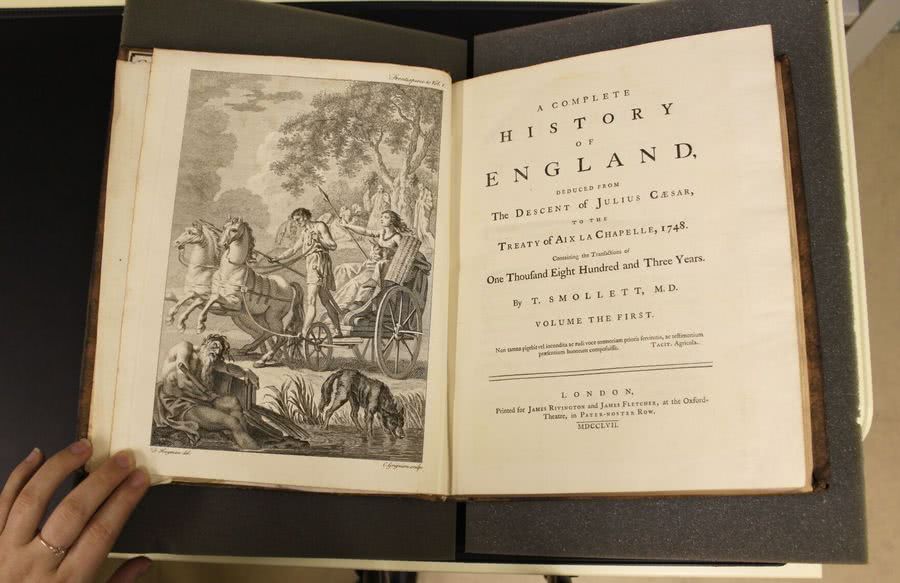 Frontispiece to Vol. 1
F. Hayman del.
C. Grignion sculp.
A COMPLETE
HISTORY
OF
ENGLAND,
DEDUCED FROM
The DESCENT of JULIUS CÆSAR,
TO THE
TREATY of AIX LA CHAPELLE, 1748.
Containing the Tranſactions of
One Thouſand Eight Hundred and Three Years.
By T. SMOLLETT, M.D.
VOLUME THE FIRST.
Non tamen pigebit vel incondita ac rudi voce memoriam prioris ſervitutis, ac teſtimonium
præſentium bonorum compoſuiſſe. TACIT. Agricola.
LONDON,
Printed for JAMES RIVINGTON and JAMES FLETCHER, at the Oxford-
Theatre, in PATER-NOSTER ROW.
MDCCLVII.